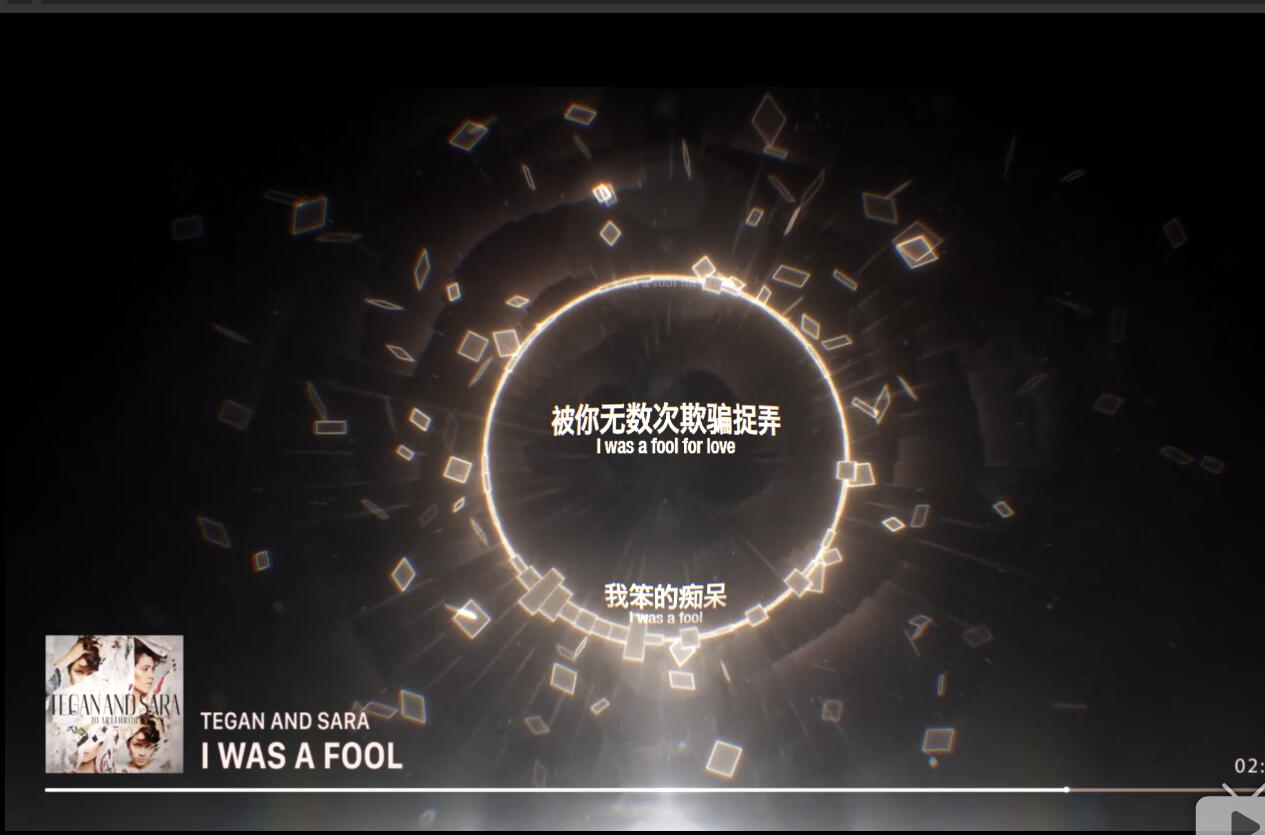 被你无数次欺骗捉弄
I was a fool for love
我笨的痴呆
I was a fool
TEGAN AND SARA
HEARTTHROB
TEGAN AND SARA
I WAS A FOOL
02: